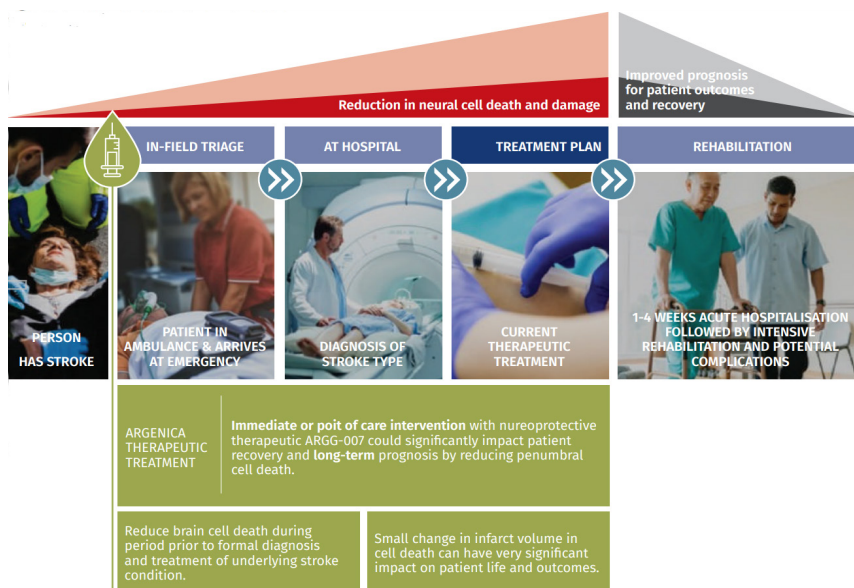 Reduction in neural cell death and damage
Improved prognosis
for patient outcomes
and recovery
IN-FIELD TRIAGE
AT HOSPITAL
TREATMENT PLAN
REHABILITATION
PERSON
HAS STROKE
PATIENT IN
AMBULANCE & ARRIVES
AT EMERGENCY
DIAGNOSIS OF
STROKE TYPE
CURRENT
THERAPEUTIC
TREATMENT
1-4 WEEKS ACUTE HOSPITALISATION
FOLLOWED BY INTENSIVE
REHABILITATION AND POTENTIAL
COMPLICATIONS
ARGENICA
THERAPEUTIC
TREATMENT
Immediate or poit of care intervention with nureoprotective
therapeutic ARGG-007 could significantly impact patient
recovery and long-term prognosis by reducing penumbral
cell death.
Reduce brain cell death during
period prior to formal diagnosis
and treatment of underlying stroke
condition.
Small change in infarct volume in
cell death can have very significant
impact on patient life and outcomes.